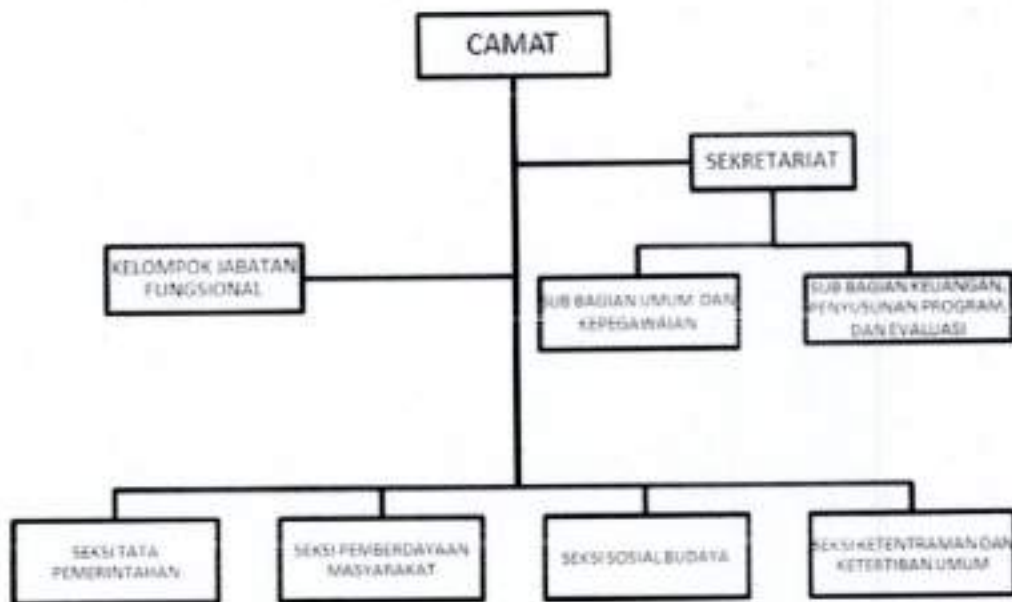 CAMAT
SEKRETARIAT
KELOMPOK JABATAN
FUNGSIONAL
SUB BAGIAN UMUM DAN
KEPEGAWAIAN
SUB BAGIAN KEUANGAN,
PENYUSUNAN PROGRAM,
DAN EVALUASI
SEKSI TATA
PEMERINTAHAN
SEKSI PEMBERDAYAAN
MASYARAKAT
SEKSI SOSIAL BUDAYA
SEKSI KETENTRAMAN DAN
KETERTIBAN UMUM